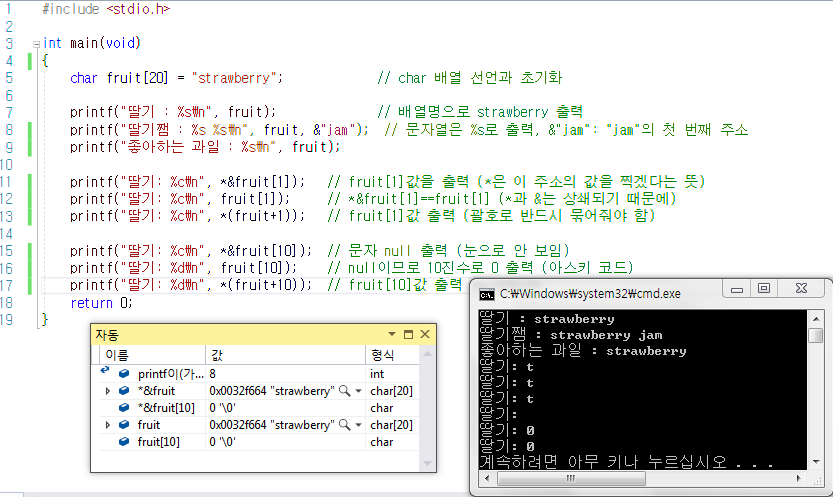 1 #include <stdio.h>
2
3 int main(void)
4 {
5 char fruit[20] = "strawberry"; // char 배열 선언과 초기화
6
7 printf("딸기 : %s₩n", fruit); // 배열명으로 strawberry 출력
8 printf("딸기쨈 : %s %s₩n", fruit, &"jam"); // 문자열은 %s로 출력, &"jam": "jam"의 첫 번째 주소
9 printf("좋아하는 과일 : %s₩n", fruit);
10
11 printf("딸기: %c₩n", *&fruit[1]); // fruit[1]값을 출력 (*은 이 주소의 값을 찍겠다는 뜻)
12 printf("딸기: %c₩n", fruit[1]); // *&fruit[1]==fruit[1] (*과 &는 상쇄되기 때문에)
13 printf("딸기: %c₩n", *(fruit+1)); // fruit[1]값 출력 (괄호로 반드시 묶어줘야 함)
14
15 printf("딸기: %c₩n", *&fruit[10]); // 문자 null 출력 (눈으로 안 보임)
16 printf("딸기: %d₩n", fruit[10]); // null이므로 10진수로 0 출력 (아스키 코드)
17 printf("딸기: %d₩n", *(fruit+10)); // fruit[10]값 출력
18 return 0;
19 }
자동
이름 값 형식
printf이(가... 8 int
*&fruit 0x0032f664 "strawberry" char[20]
*&fruit[10] 0 '\0' char
fruit 0x0032f664 "strawberry" char[20]
fruit[10] 0 '\0' char
C:₩Windows₩system32₩cmd.exe
딸기 : strawberry
딸기쨈 : strawberry jam
좋아하는 과일 : strawberry
딸기: t
딸기: t
딸기: t
딸기:
딸기: 0
딸기: 0
계속하려면 아무 키나 누르십시오 . . .